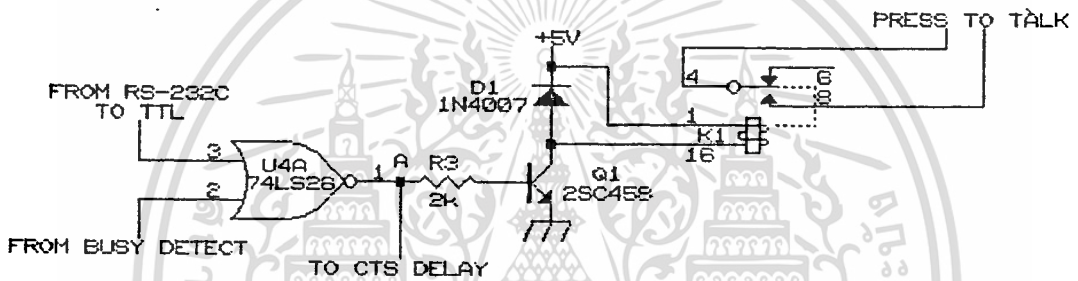 PRESS TO TALK
+5V
4
6
8
D1
1N4007
FROM RS-232C
TO TTL
1
K1
16
3
U4A
74LS28
2
1
A
R3
2K
Q1
2SC458
FROM BUSY DETECT
TO CTS DELAY